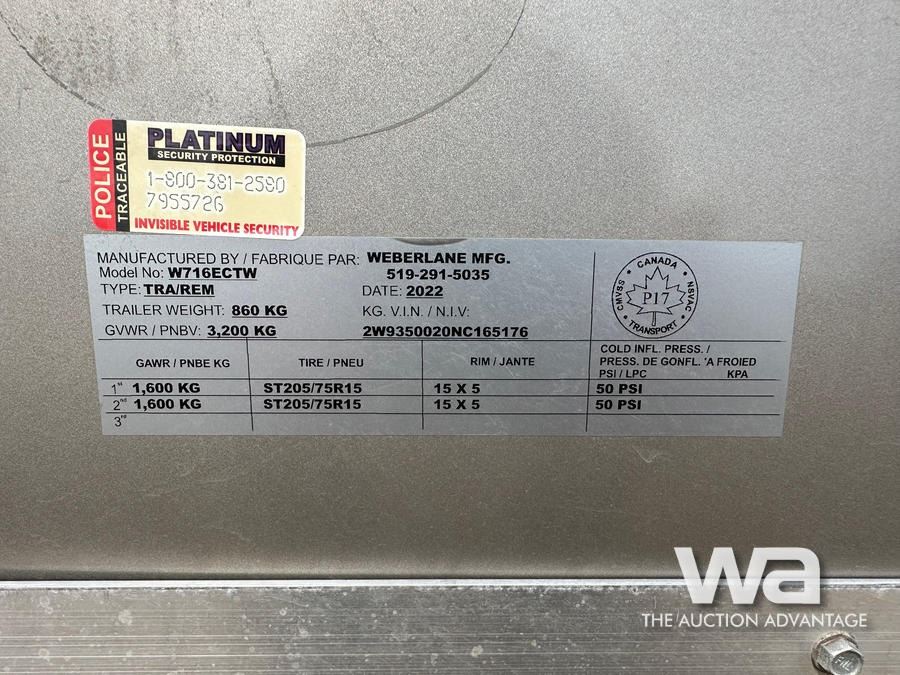 POLICE
TRACEABLE
PLATINUM
SECURITY PROTECTION
1-800-381-2580
7955726
INVISIBLE VEHICLE SECURITY
MANUFACTURED BY / FABRIQUE PAR: WEBERLANE MFG.
Model No: W716ECTW 519-291-5035
TYPE: TRA/REM DATE: 2022
TRAILER WEIGHT: 860 KG KG. V.I.N. / N.I.V:
GVWR / PNBV: 3,200 KG 2W9350020NC165176
CANADA
CMVSS NSVAC
P17
TRANSPORT
GAWR / PNBE KG TIRE / PNEU RIM / JANTE COLD INFL. PRESS. /
PRESS. DE GONFL. 'A FROIED
PSI / LPC KPA
1st 1,600 KG ST205/75R15 15 X 5 50 PSI
2nd 1,600 KG ST205/75R15 15 X 5 50 PSI
3rd
wa
THE AUCTION ADVANTAGE